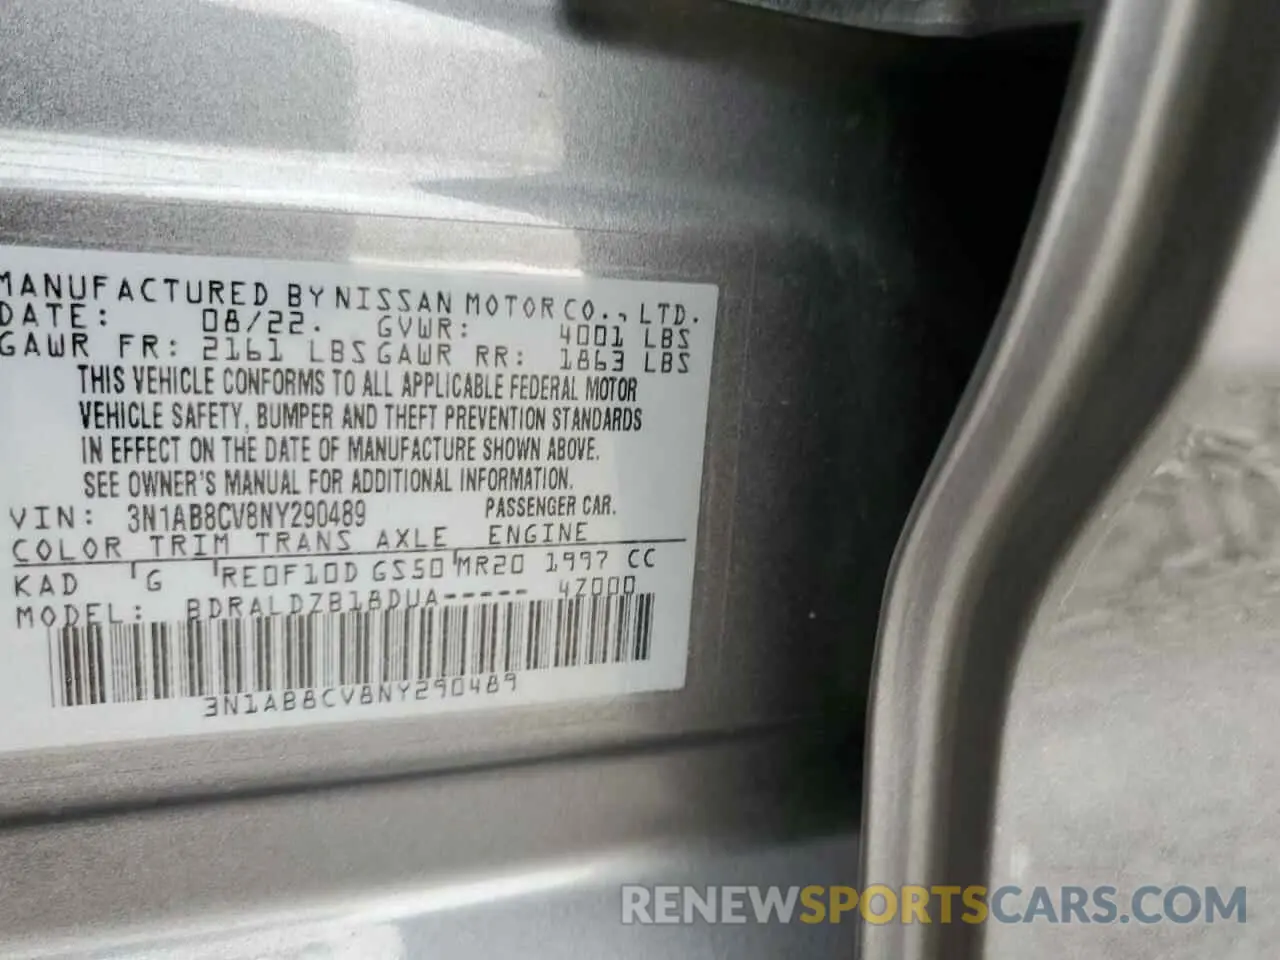 MANUFACTURED BY NISSAN MOTOR CO., LTD.
DATE: 08/22. GVWR: 4001 LBS
GAWR FR: 2161 LBS GAWR RR: 1863 LBS
THIS VEHICLE CONFORMS TO ALL APPLICABLE FEDERAL MOTOR
VEHICLE SAFETY, BUMPER AND THEFT PREVENTION STANDARDS
IN EFFECT ON THE DATE OF MANUFACTURE SHOWN ABOVE.
SEE OWNER'S MANUAL FOR ADDITIONAL INFORMATION.
VIN: 3N1AB8CV8NY290489 PASSENGER CAR.
COLOR TRIM TRANS AXLE ENGINE
KAD G RE0F10D GS50 MR20 1997 CC
MODEL: BDRALDZB18DUA----- 4Z000
3N1AB8CV8NY290489
RENEWSPORTSCARS.COM